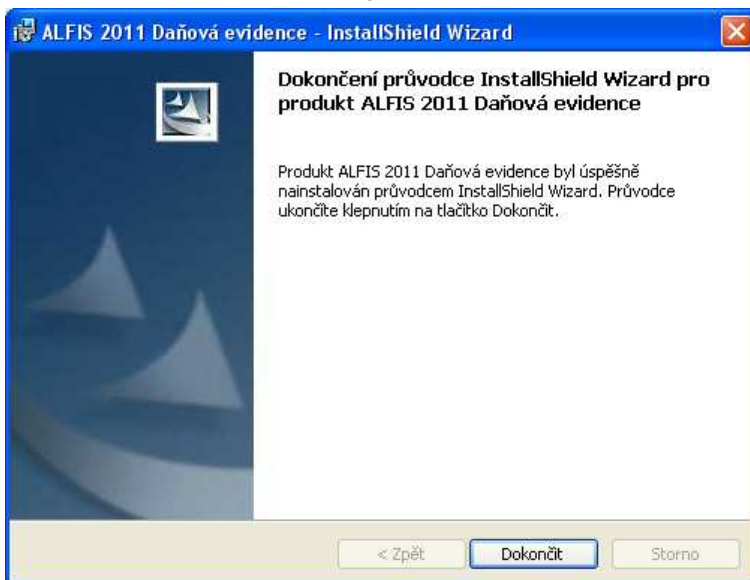 ALFIS 2011 Daňová evidence - InstallShield Wizard
Dokončení průvodce InstallShield Wizard pro
produkt ALFIS 2011 Daňová evidence
Produkt ALFIS 2011 Daňová evidence byl úspěšně
nainstalován průvodcem InstallShield Wizard. Průvodce
ukončíte klepnutím na tlačítko Dokončit.
< Zpět Dokončit Storno